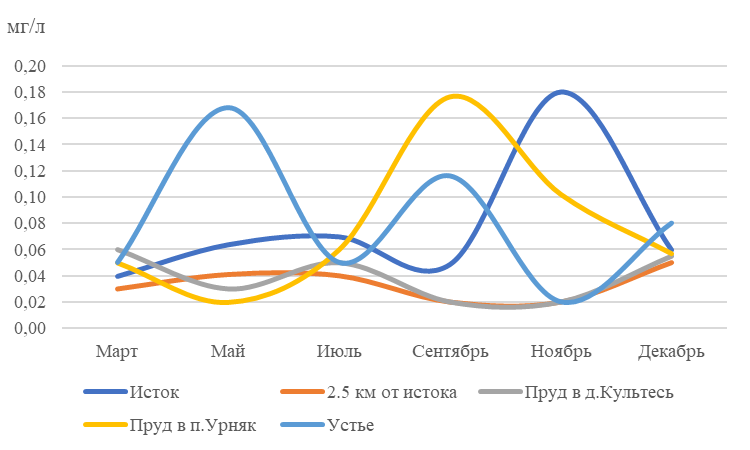 мг/л
0,20
0,18
0,16
0,14
0,12
0,10
0,08
0,06
0,04
0,02
0,00
Март Май Июль Сентябрь Ноябрь Декабрь
Исток 2.5 км от истока Пруд в д.Культесь
Пруд в п.Урняк Устье